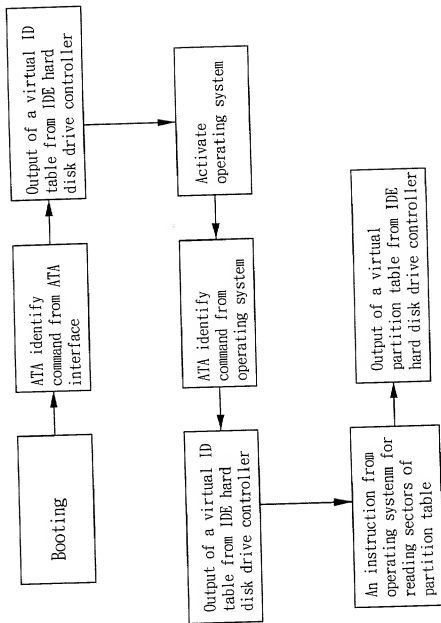 Booting
ATA identify
command from ATA
interface
Output of a virtual ID
table from IDE hard
disk drive controller
Activate
operating system
ATA identify
command from
operating system
Output of a virtual ID
table from IDE hard
disk drive controller
An instruction from
operating systenm for
reading sectors of
partition table
Output of a virtual
partition table from IDE
hard disk drive controller